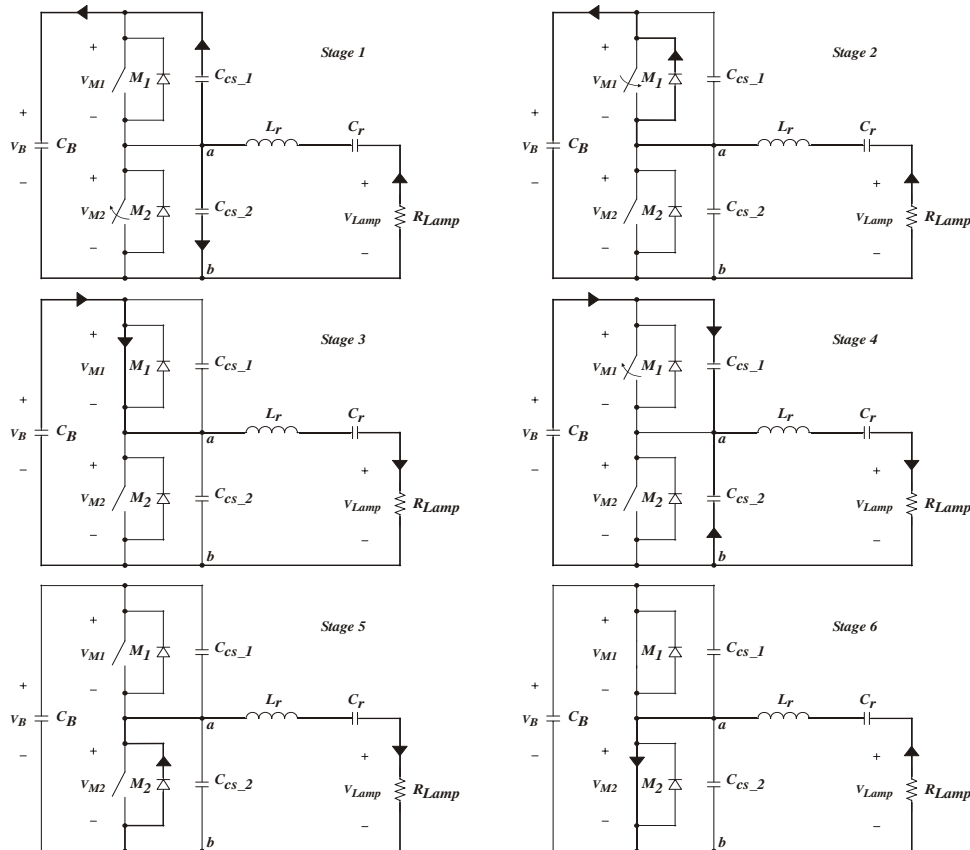 Stage 1
+
V_M1 M_1 C_cs_1
−
L_r C_r
+
V_B C_B a
−
+
V_M2 M_2 C_cs_2 V_Lamp R_Lamp
−
b
Stage 2
+
V_M1 M_1 C_cs_1
−
L_r C_r
+
V_B C_B a
−
+
V_M2 M_2 C_cs_2 V_Lamp R_Lamp
−
b
Stage 3
+
V_M1 M_1 C_cs_1
−
L_r C_r
+
V_B C_B a
−
+
V_M2 M_2 C_cs_2 V_Lamp R_Lamp
−
b
Stage 4
+
V_M1 M_1 C_cs_1
−
L_r C_r
+
V_B C_B a
−
+
V_M2 M_2 C_cs_2 V_Lamp R_Lamp
−
b
Stage 5
+
V_M1 M_1 C_cs_1
−
L_r C_r
+
V_B C_B a
−
+
V_M2 M_2 C_cs_2 V_Lamp R_Lamp
−
b
Stage 6
+
V_M1 M_1 C_cs_1
−
L_r C_r
+
V_B C_B a
−
+
V_M2 M_2 C_cs_2 V_Lamp R_Lamp
−
b